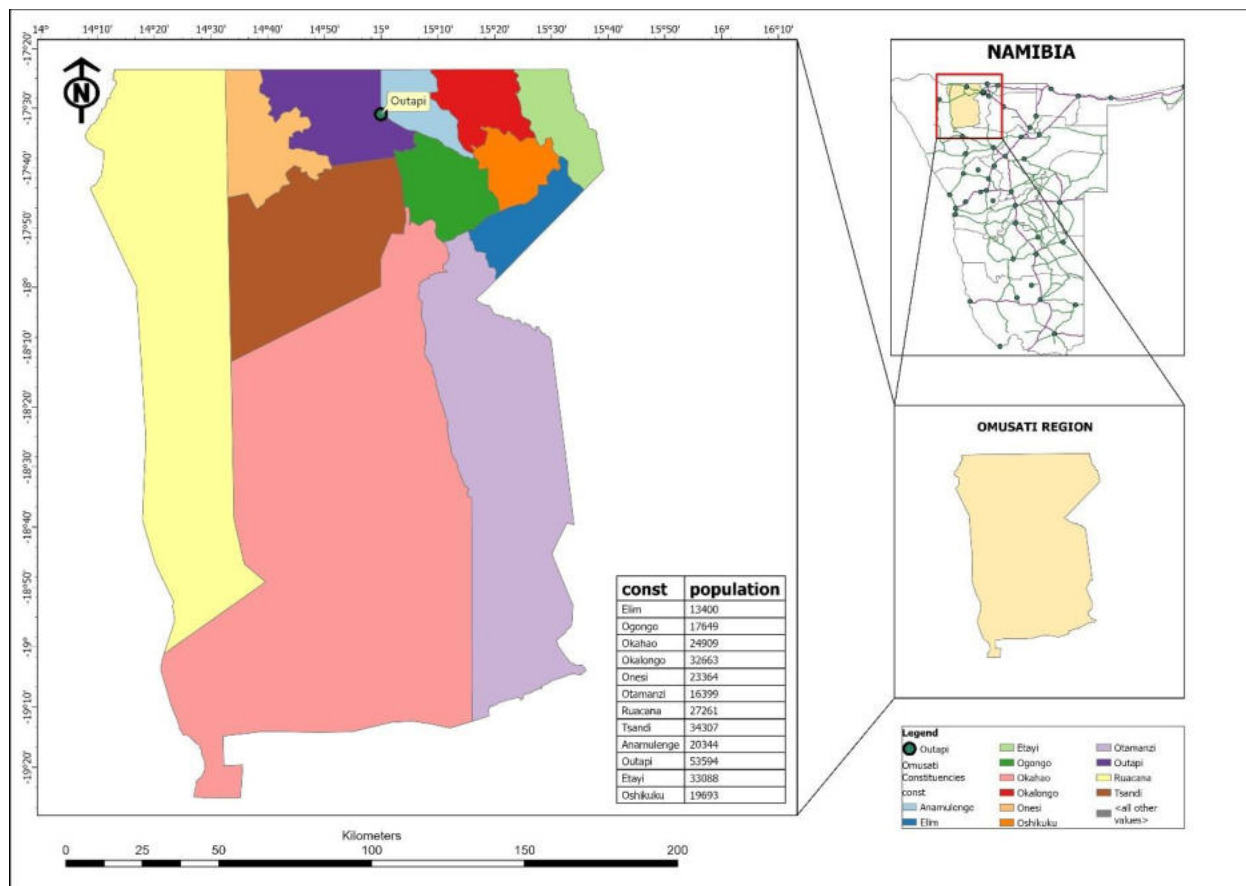 14° 14°10' 14°20' 14°30' 14°40' 14°50' 15° 15°10' 15°20' 15°30' 15°40' 15°50' 16° 16°10'
-17°20'
-17°30'
-17°40'
-17°50'
-18°
-18°10'
-18°20'
-18°30'
-18°40'
-18°50'
-19°
-19°10'
-19°20'
N
Outapi
const population
Elim 13400
Ogongo 17649
Okahao 24909
Okalongo 32663
Onesi 23364
Otamanzi 16399
Ruacana 27261
Tsandi 34307
Anamulenge 20344
Outapi 53594
Etayi 33088
Oshikuku 19693
Kilometers
0 25 50 100 150 200
NAMIBIA
OMUSATI REGION
Legend
Outapi
Omusati
Constituencies
const
Anamulenge
Elim
Etayi
Ogongo
Okahao
Okalongo
Onesi
Oshikuku
Otamanzi
Outapi
Ruacana
Tsandi
<all other
values>